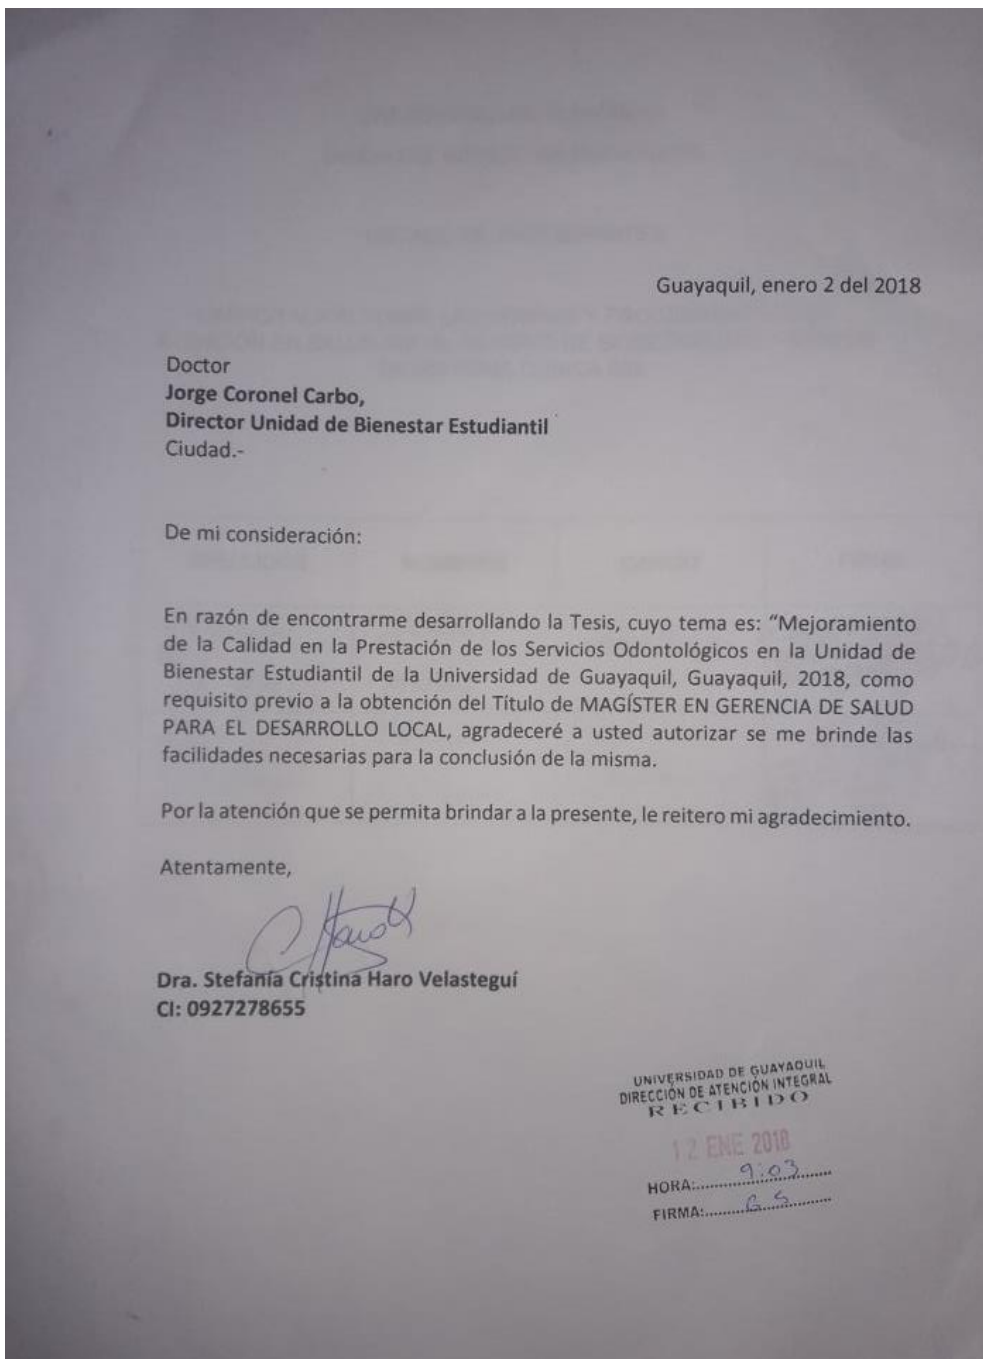 Guayaquil, enero 2 del 2018
Doctor
Jorge Coronel Carbo,
Director Unidad de Bienestar Estudiantil
Ciudad.-
De mi consideración:
En razón de encontrarme desarrollando la Tesis, cuyo tema es: “Mejoramiento
de la Calidad en la Prestación de los Servicios Odontológicos en la Unidad de
Bienestar Estudiantil de la Universidad de Guayaquil, Guayaquil, 2018, como
requisito previo a la obtención del Título de MAGÍSTER EN GERENCIA DE SALUD
PARA EL DESARROLLO LOCAL, agradeceré a usted autorizar se me brinde las
facilidades necesarias para la conclusión de la misma.
Por la atención que se permita brindar a la presente, le reitero mi agradecimiento.
Atentamente,
Dra. Stefanía Cristina Haro Velasteguí
CI: 0927278655
UNIVERSIDAD DE GUAYAQUIL
DIRECCIÓN DE ATENCIÓN INTEGRAL
RECIBIDO
12 ENE 2018
HORA:.......9:03.......
FIRMA:.......G S.......